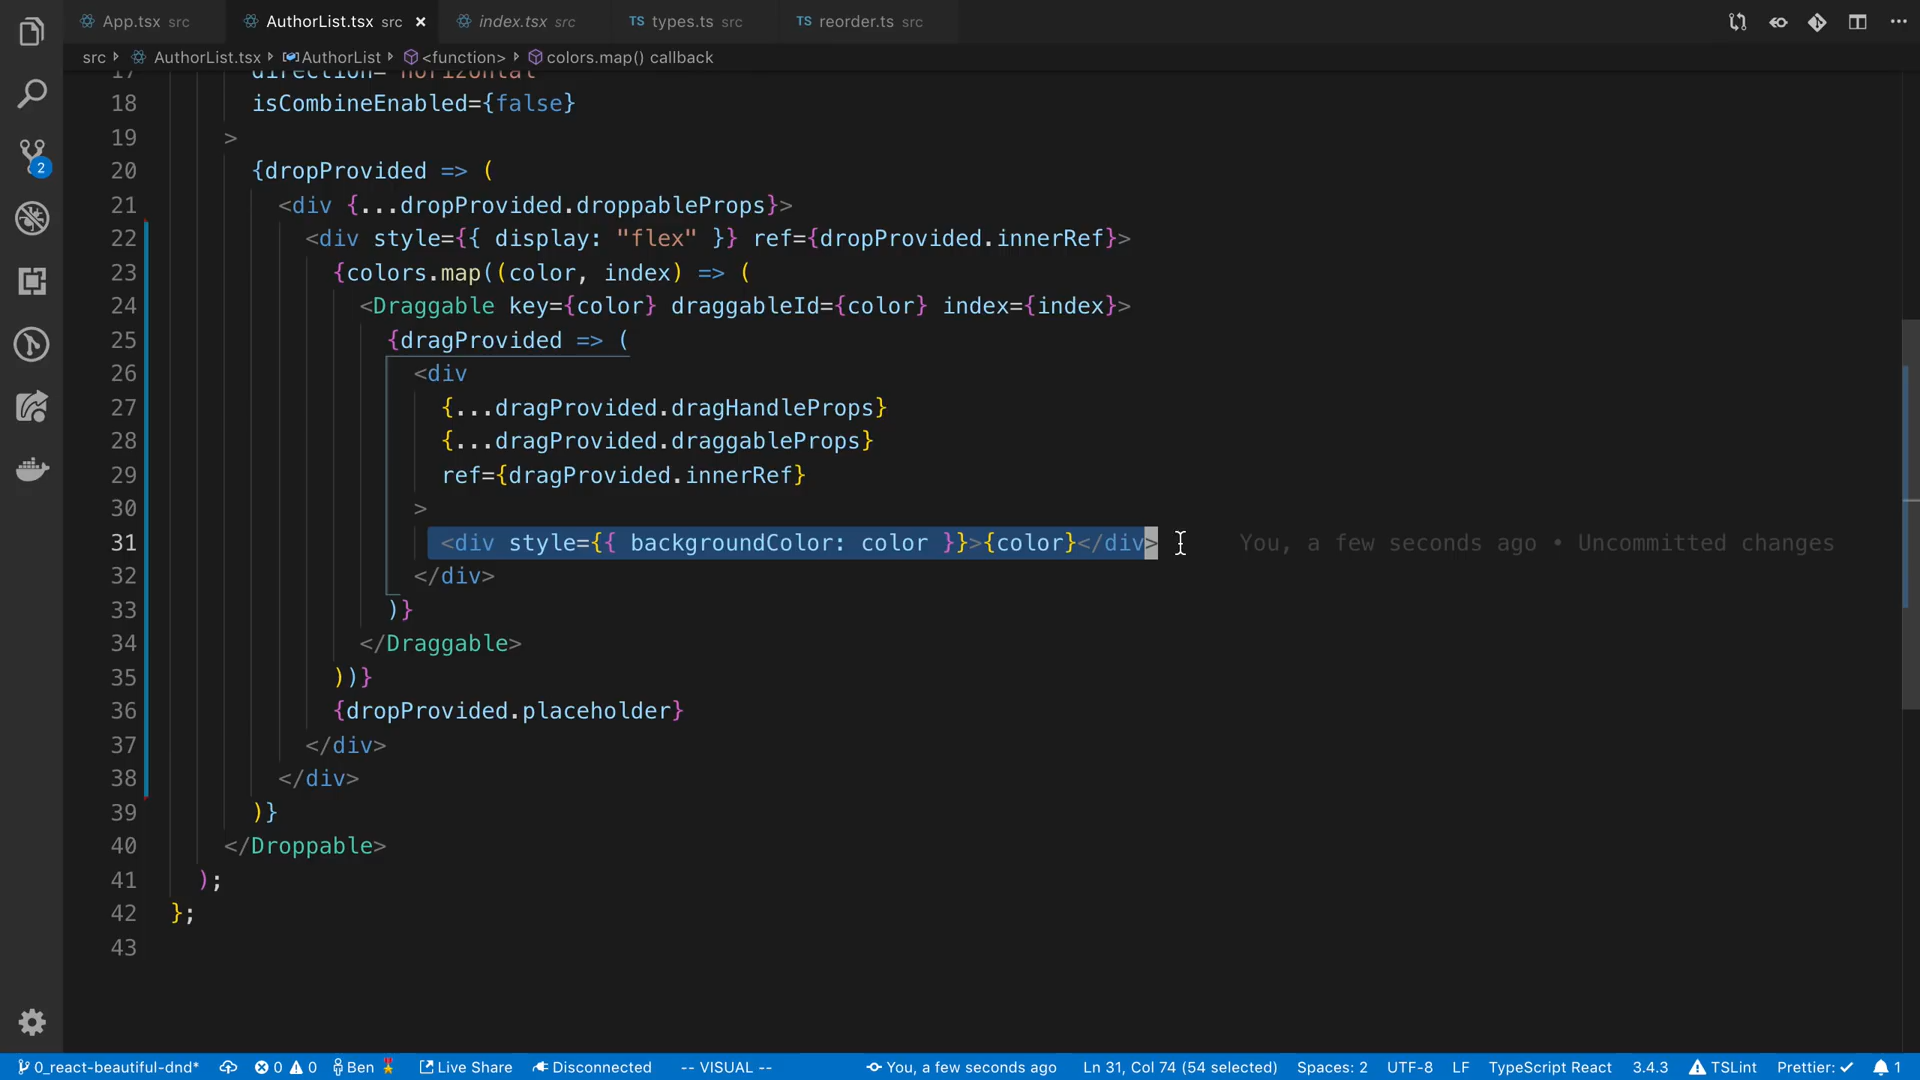 App.tsx src
AuthorList.tsx src ×
index.tsx src
TS types.ts src
TS reorder.ts src
src AuthorList.tsx AuthorList <function> colors.map() callback
17 direction="horizontal"
18 isCombineEnabled={false}
19 >
20 {dropProvided => (
21 <div {...dropProvided.droppableProps}>
22 <div style={{ display: "flex" }} ref={dropProvided.innerRef}>
23 {colors.map((color, index) => (
24 <Draggable key={color} draggableId={color} index={index}>
25 {dragProvided => (
26 <div
27 {...dragProvided.dragHandleProps}
28 {...dragProvided.draggableProps}
29 ref={dragProvided.innerRef}
30 >
31 <div style={{ backgroundColor: color }}>{color}</div> You, a few seconds ago • Uncommitted changes
32 </div>
33 )}
34 </Draggable>
35 ))}
36 {dropProvided.placeholder}
37 </div>
38 </div>
39 )}
40 </Droppable>
41 );
42 };
43
2
0_react-beautiful-dnd* 0 0 Ben Live Share Disconnected -- VISUAL -- You, a few seconds ago Ln 31, Col 74 (54 selected) Spaces: 2 UTF-8 LF TypeScript React 3.4.3 TSLint Prettier: ✓ 1